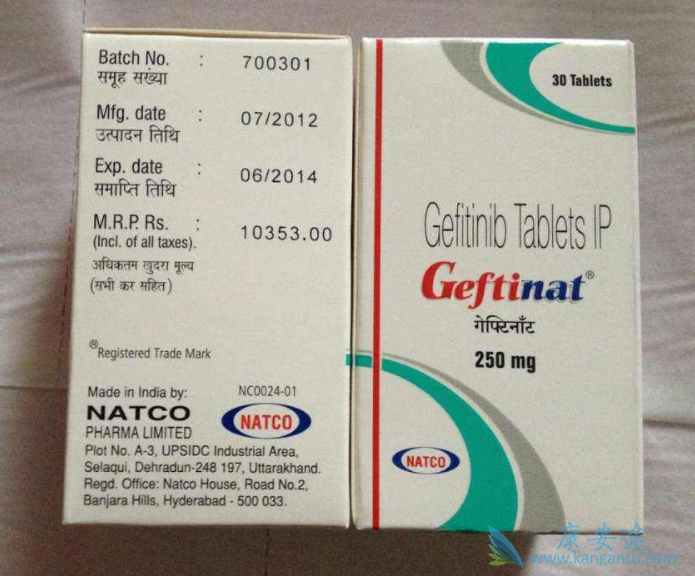 Batch No. : 700301
समूह संख्या
Mfg. date : 07/2012
उत्पादन तिथि
Exp. date : 06/2014
समाप्ति तिथि
M.R.P. Rs. : 10353.00
(Incl. of all taxes).
अधिकतम खुदरा मूल्य
(सभी कर सहित)
®Registered Trade Mark
Made in India by: NC0024-01
NATCO NATCO
PHARMA LIMITED
Plot No. A-3, UPSIDC Industrial Area,
Selaqui, Dehradun-248 197, Uttarakhand.
Regd. Office: Natco House, Road No.2,
Banjara Hills, Hyderabad - 500 033.
30 Tablets
Gefitinib Tablets IP
Geftinat®
गेफ्टिनॉट
250 mg
NATCO
康安途
www.kangantu.com